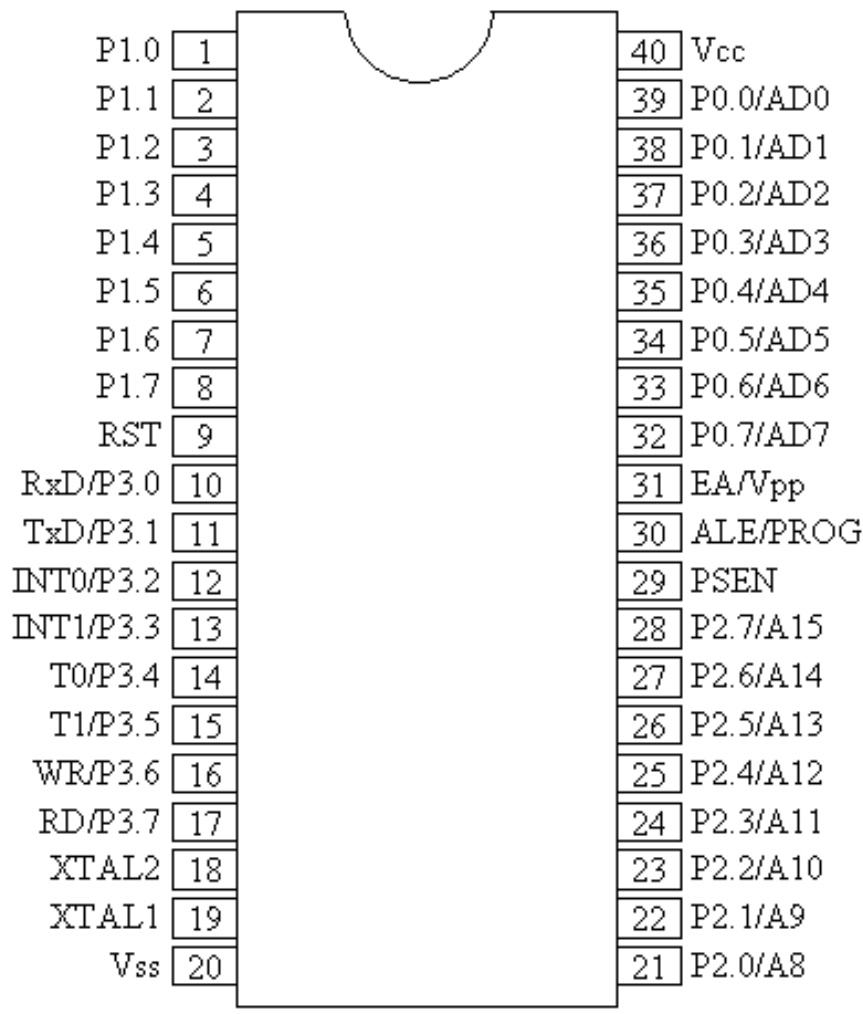 P1.0 1 40 Vcc
P1.1 2 39 P0.0/AD0
P1.2 3 38 P0.1/AD1
P1.3 4 37 P0.2/AD2
P1.4 5 36 P0.3/AD3
P1.5 6 35 P0.4/AD4
P1.6 7 34 P0.5/AD5
P1.7 8 33 P0.6/AD6
RST 9 32 P0.7/AD7
RxD/P3.0 10 31 EA/Vpp
TxD/P3.1 11 30 ALE/PROG
INT0/P3.2 12 29 PSEN
INT1/P3.3 13 28 P2.7/A15
T0/P3.4 14 27 P2.6/A14
T1/P3.5 15 26 P2.5/A13
WR/P3.6 16 25 P2.4/A12
RD/P3.7 17 24 P2.3/A11
XTAL2 18 23 P2.2/A10
XTAL1 19 22 P2.1/A9
Vss 20 21 P2.0/A8